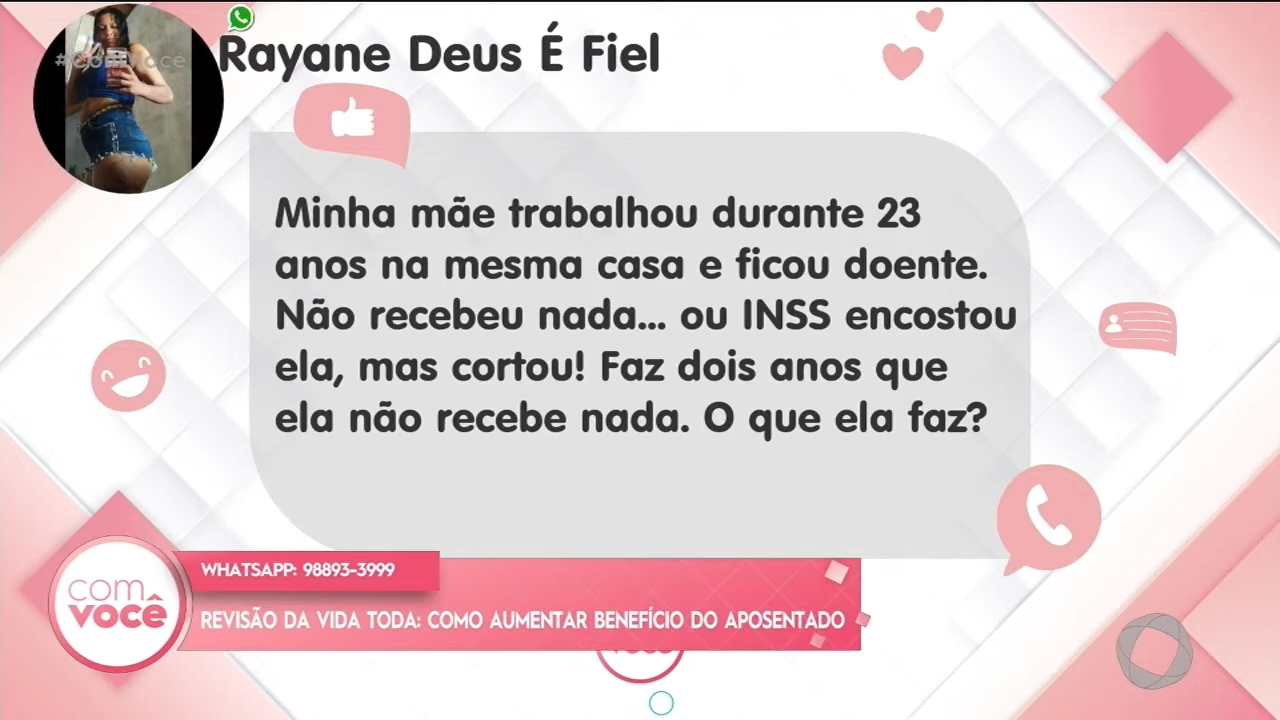 #ComVoce
Rayane Deus É Fiel
Minha mãe trabalhou durante 23
anos na mesma casa e ficou doente.
Não recebeu nada... ou INSS encostou
ela, mas cortou! Faz dois anos que
ela não recebe nada. O que ela faz?
WHATSAPP: 98893-3999
com
você
REVISÃO DA VIDA TODA: COMO AUMENTAR BENEFÍCIO DO APOSENTADO